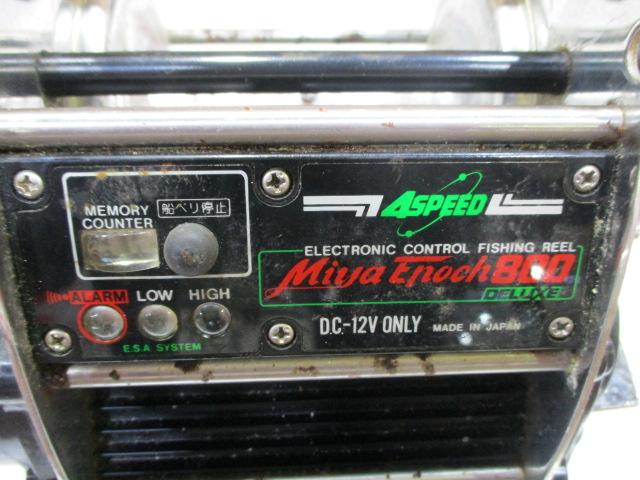 MEMORY
COUNTER
船べり停止
ALARM LOW HIGH
E.S.A SYSTEM
4SPEED
ELECTRONIC CONTROL FISHING REEL
Miya Epoch 800
DELUXE
D.C-12V ONLY MADE IN JAPAN